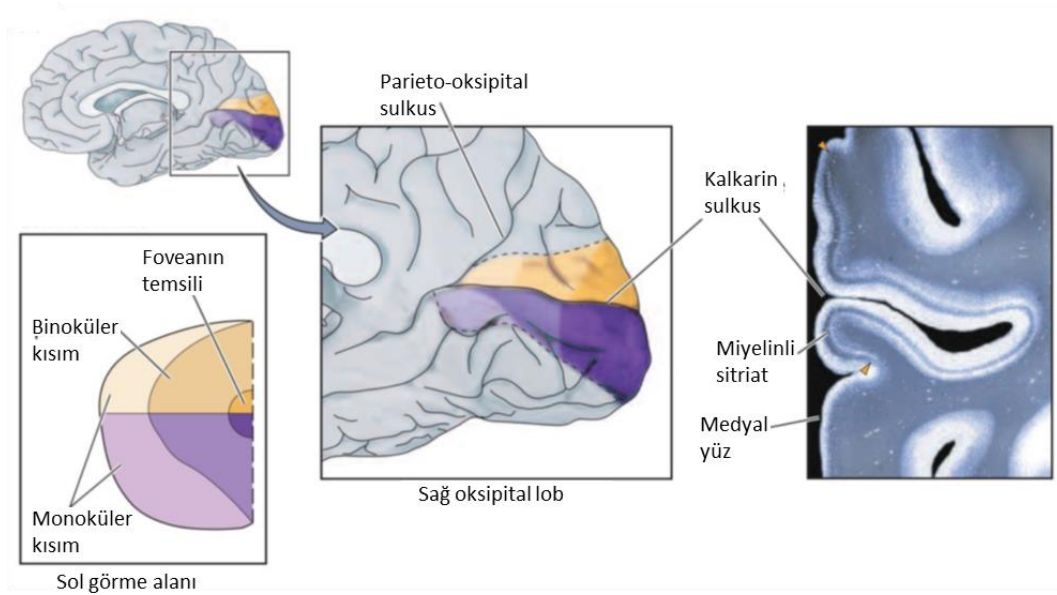 Parieto-oksipital
sulkus
Kalkarin
sulkus
Foveanın
temsili
Binoküler
kısım
Miyelinli
sitriat
Medyal
yüz
Monoküler
kısım
Sağ oksipital lob
Sol görme alanı